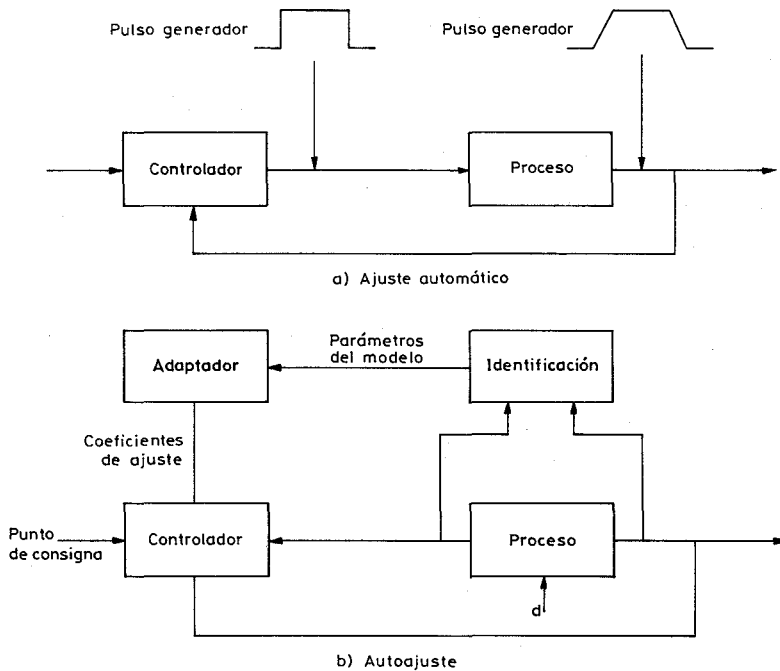 Pulso generador
Pulso generador
Controlador
Proceso
a) Ajuste automático
Adaptador
Parámetros
del modelo
Identificación
Coeficientes
de ajuste
Punto
de consigna
Controlador
Proceso
d
b) Autoajuste